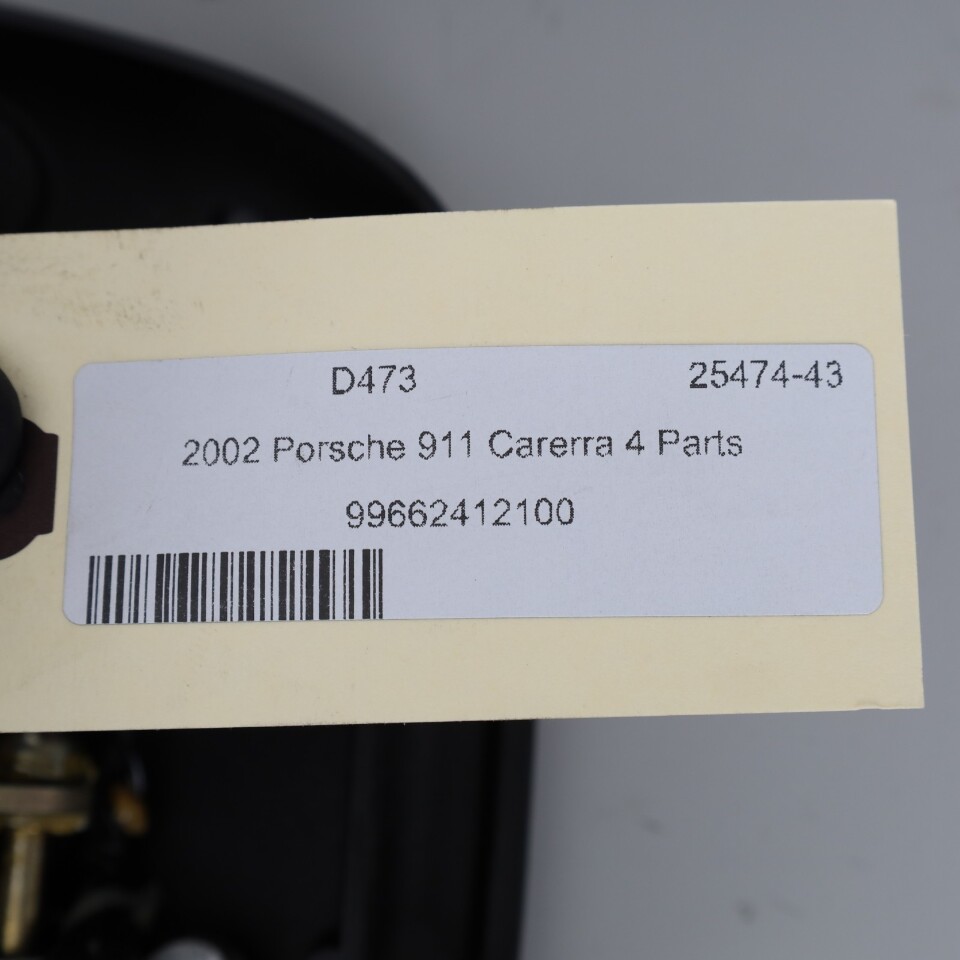 D473 25474-43
2002 Porsche 911 Carerra 4 Parts
99662412100